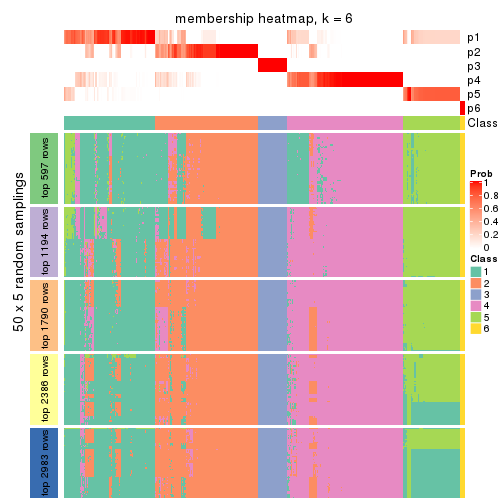 membership heatmap, k = 6
p1
p2
p3
p4
p5
p6
Class
50 x 5 random samplings
top 597 rows
top 1194 rows
top 1790 rows
top 2386 rows
top 2983 rows
Prob
1
0.8
0.6
0.4
0.2
0
Class
1
2
3
4
5
6